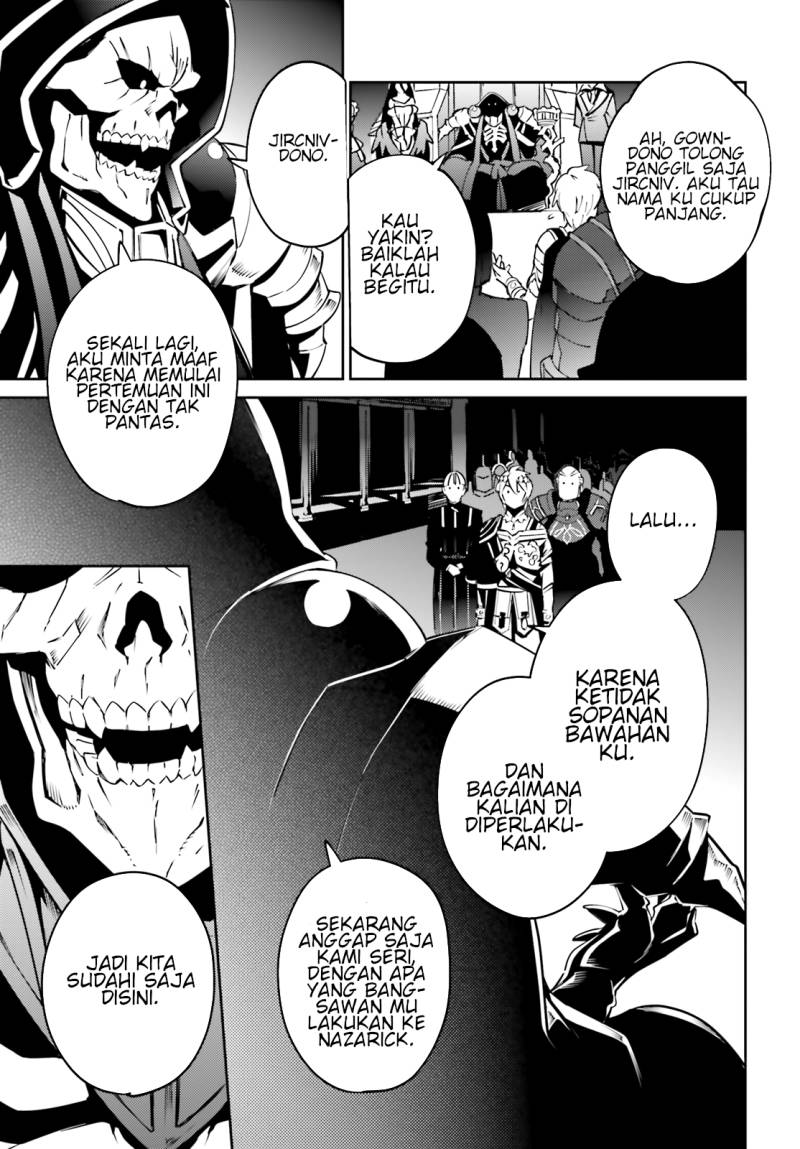 AH, GOWN-
DONO TOLONG
PANGGIL SAJA
JIRCNIV. AKU TAU
NAMA KU CUKUP
PANJANG.
KAU
YAKIN?
BAIKLAH
KALAU
BEGITU.
JIRCNIV-
DONO.
SEKALI LAGI,
AKU MINTA MAAF
KARENA MEMULAI
PERTEMUAN INI
DENGAN TAK
PANTAS.
LALU...
KARENA
KETIDAK
SOPANAN
BAWAHAN
KU.
DAN
BAGAIMANA
KALIAN DI
DIPERLAKU-
KAN.
SEKARANG
ANGGAP SAJA
KAMI SERI,
DENGAN APA
YANG BANG-
SAWAN MU
LAKUKAN KE
NAZARICK.
JADI KITA
SUDAHI SAJA
DISINI.